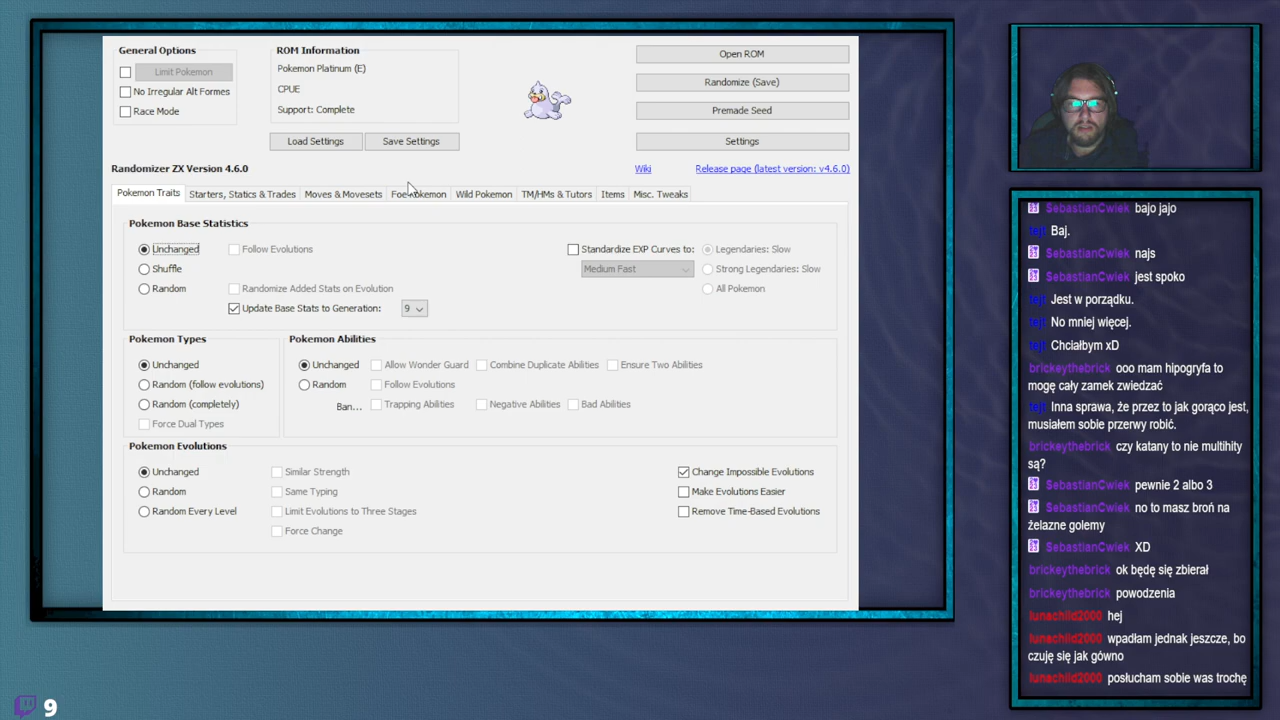 General Options
Limit Pokemon
No Irregular Alt Formes
Race Mode
ROM Information
Pokemon Platinum (E)
CPUE
Support: Complete
Load Settings
Save Settings
Open ROM
Randomize (Save)
Premade Seed
Settings
Randomizer ZX Version 4.6.0
Wiki
Release page (latest version: v4.6.0)
Pokemon Traits
Starters, Statics & Trades
Moves & Movesets
Foe Pokemon
Wild Pokemon
TM/HMs & Tutors
Items
Misc. Tweaks
Pokemon Base Statistics
Unchanged
Follow Evolutions
Standardize EXP Curves to:
Legendaries: Slow
Shuffle
Medium Fast
Strong Legendaries: Slow
Random
Randomize Added Stats on Evolution
All Pokemon
Update Base Stats to Generation:
9
Pokemon Types
Unchanged
Random (follow evolutions)
Random (completely)
Force Dual Types
Pokemon Abilities
Unchanged
Allow Wonder Guard
Combine Duplicate Abilities
Ensure Two Abilities
Random
Follow Evolutions
Ban...
Trapping Abilities
Negative Abilities
Bad Abilities
Pokemon Evolutions
Unchanged
Similar Strength
Change Impossible Evolutions
Random
Same Typing
Make Evolutions Easier
Random Every Level
Limit Evolutions to Three Stages
Remove Time-Based Evolutions
Force Change
SebastianCwiek bajo jajo
tejt Baj.
SebastianCwiek najs
SebastianCwiek jest spoko
tejt Jest w porządku.
tejt No mniej więcej.
tejt Chciałbym xD
brickeythebrick ooo mam hipogryfa to
mogę cały zamek zwiedzać
tejt Inna sprawa, że przez to jak gorąco jest,
musiałem sobie przerwy robić.
brickeythebrick czy katany to nie multihity
są?
SebastianCwiek pewnie 2 albo 3
SebastianCwiek no to masz broń na
żelazne golemy
SebastianCwiek XD
brickeythebrick ok będę się zbierał
brickeythebrick powodzenia
lunachild2000 hej
lunachild2000 wpadłam jednak jeszcze, bo
czuję się jak gówno
lunachild2000 posłucham sobie was trochę
9